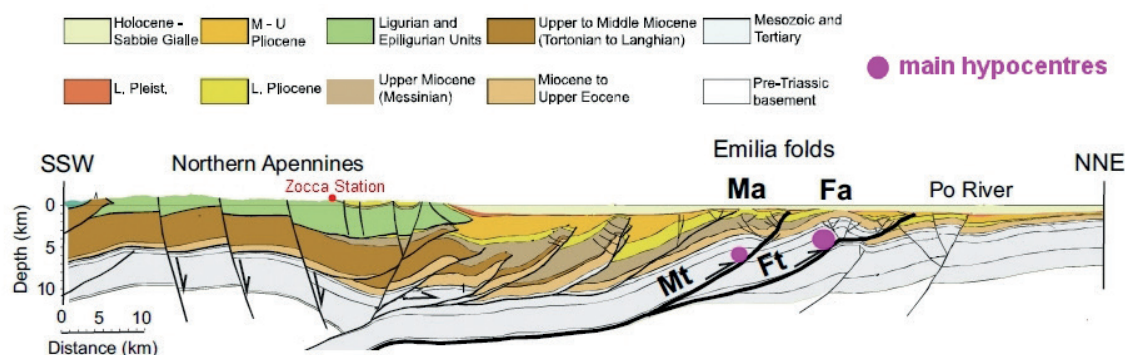 Holocene -
Sabbie Gialle
M - U
Pliocene
Ligurian and
Epiligurian Units
Upper to Middle Miocene
(Tortonian to Langhian)
Mesozoic and
Tertiary
L. Pleist.
L. Pliocene
Upper Miocene
(Messinian)
Miocene to
Upper Eocene
Pre-Triassic
basement
main hypocentres
SSW
Northern Apennines
Emilia folds
NNE
Zocca Station
Ma
Fa
Po River
Depth (km)
0
5
10
Mt
Ft
0 5 10
Distance (km)